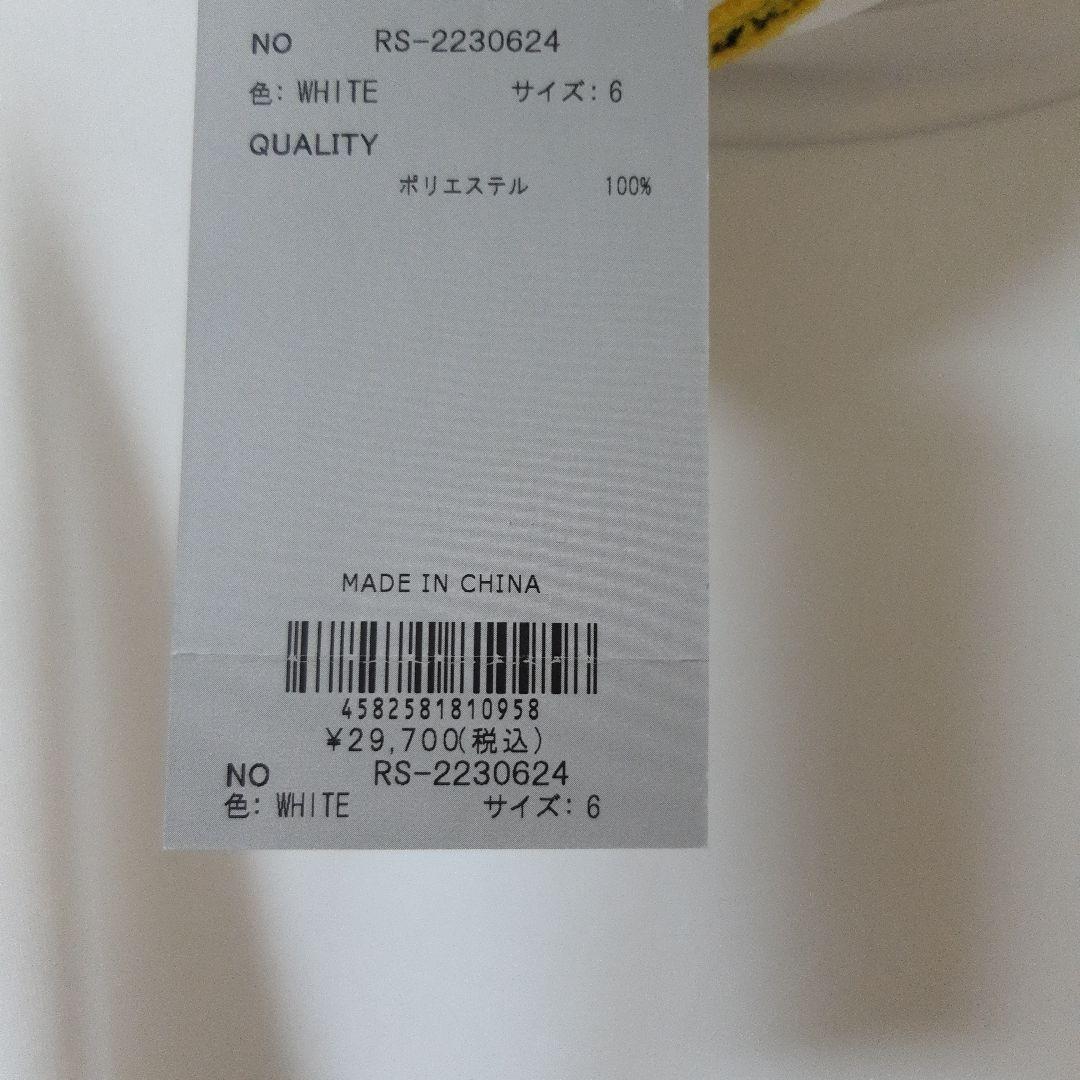 NO RS-2230624
色: WHITE サイズ: 6
QUALITY
ポリエステル 100%
MADE IN CHINA
4582581810958
¥29,700(税込)
NO RS-2230624
色: WHITE サイズ: 6